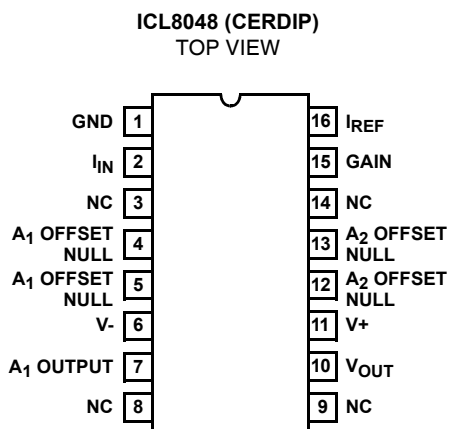 ICL8048 (CERDIP)
TOP VIEW
GND 1
16 IREF
IIN 2
15 GAIN
NC 3
14 NC
A1 OFFSET
NULL 4
13 A2 OFFSET
NULL
A1 OFFSET
NULL 5
12 A2 OFFSET
NULL
V- 6
11 V+
A1 OUTPUT 7
10 VOUT
NC 8
9 NC